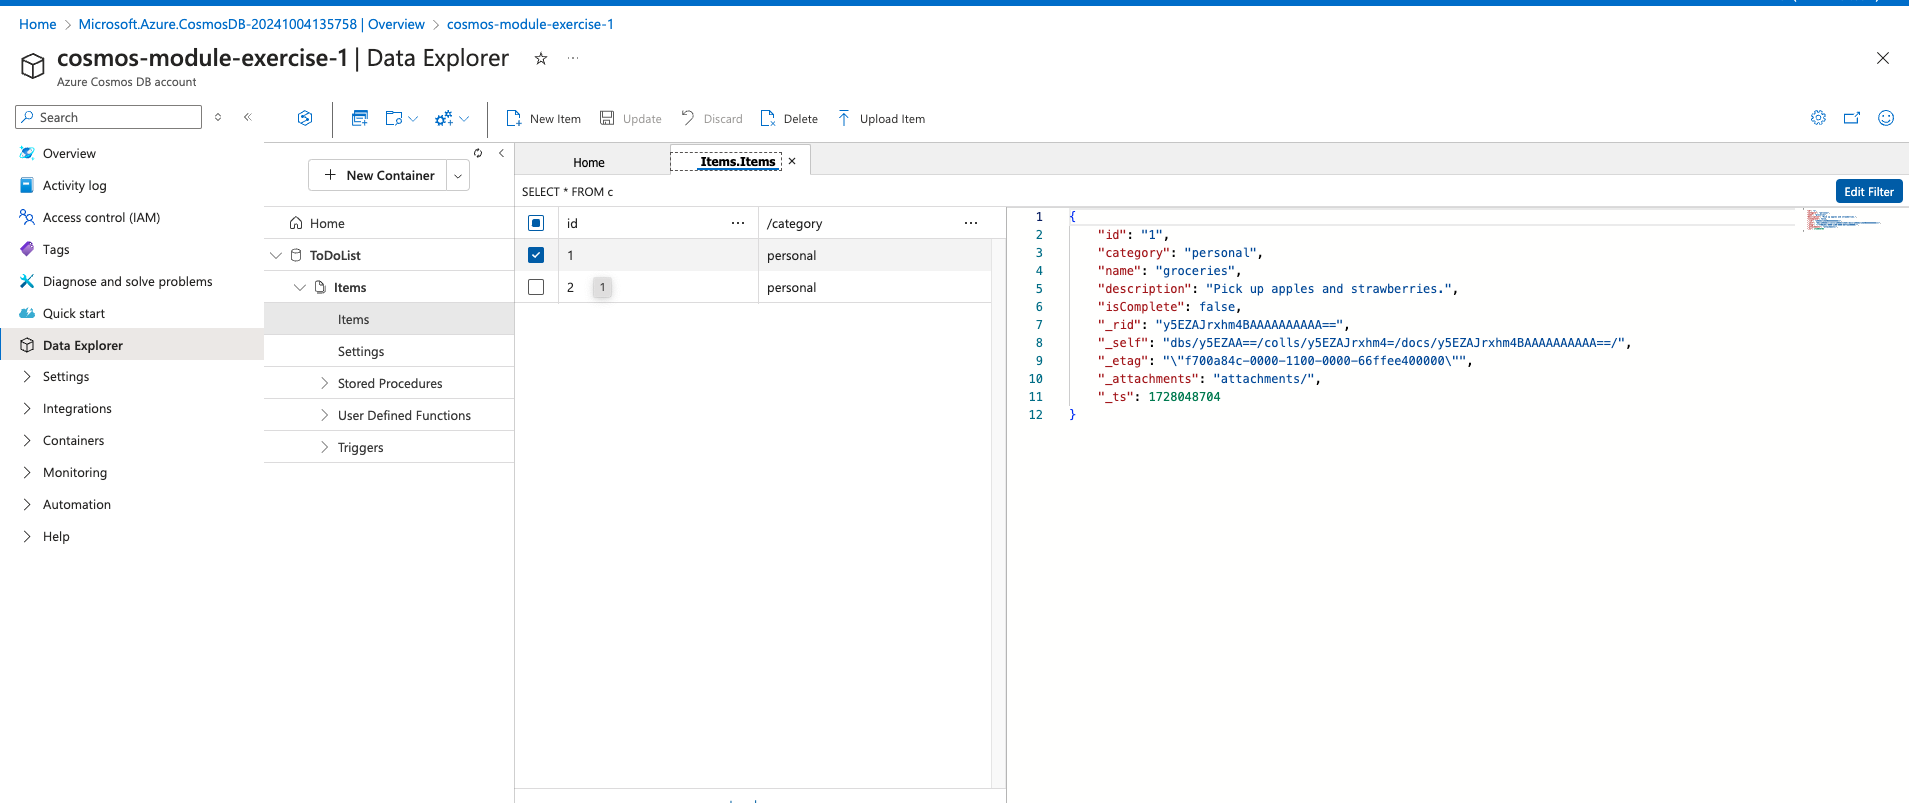 Home > Microsoft.Azure.CosmosDB-20241004135758 | Overview > cosmos-module-exercise-1
cosmos-module-exercise-1 | Data Explorer
Azure Cosmos DB account
Search
Overview
Activity log
Access control (IAM)
Tags
Diagnose and solve problems
Quick start
Data Explorer
Settings
Integrations
Containers
Monitoring
Automation
Help
New Item Update Discard Delete Upload Item
+ New Container
Home
ToDoList
Items
Items
Settings
Stored Procedures
User Defined Functions
Triggers
Home Items.Items
SELECT * FROM c
Edit Filter
id ... /category ...
1 personal
2 1 personal
1 {
2 "id": "1",
3 "category": "personal",
4 "name": "groceries",
5 "description": "Pick up apples and strawberries.",
6 "isComplete": false,
7 "_rid": "y5EZAJrxhm4BAAAAAAAAAA==",
8 "_self": "dbs/y5EZAA==/colls/y5EZAJrxhm4=/docs/y5EZAJrxhm4BAAAAAAAAAA==/",
9 "_etag": "\"f700a84c-0000-1100-0000-66ffee400000\"",
10 "_attachments": "attachments/",
11 "_ts": 1728048704
12 }